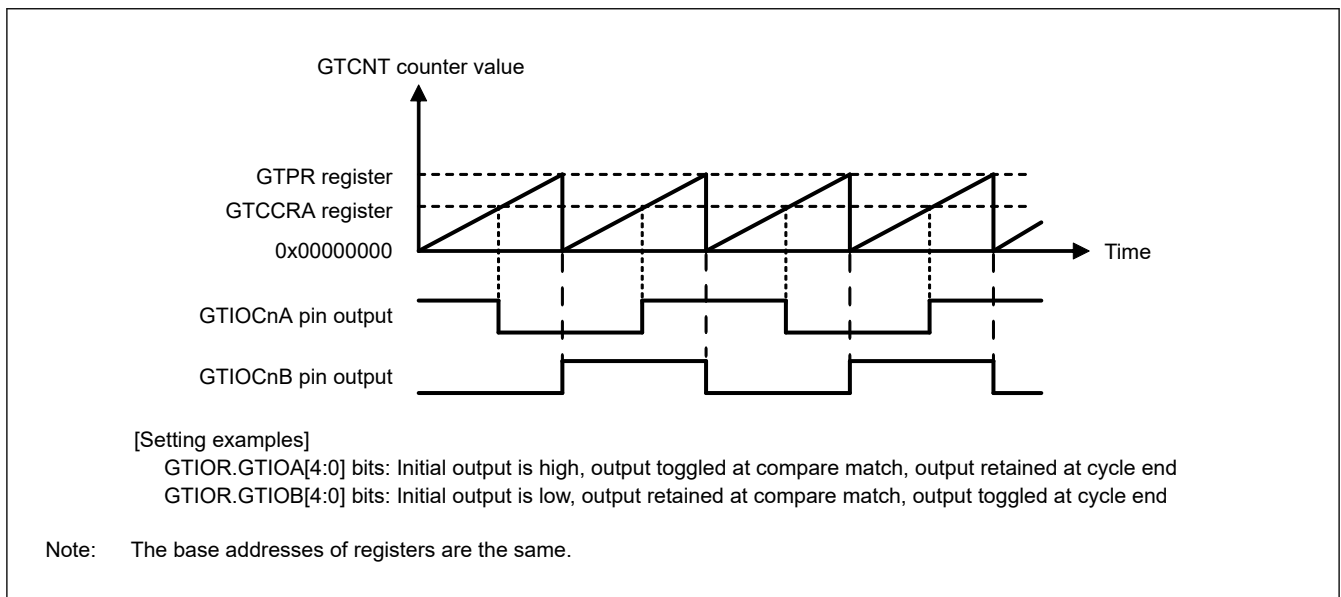 GTCNT counter value
GTPR register
GTCCRA register
0x00000000
Time
GTIOCnA pin output
GTIOCnB pin output
[Setting examples]
GTIOR.GTIOA[4:0] bits: Initial output is high, output toggled at compare match, output retained at cycle end
GTIOR.GTIOB[4:0] bits: Initial output is low, output retained at compare match, output toggled at cycle end
Note: The base addresses of registers are the same.